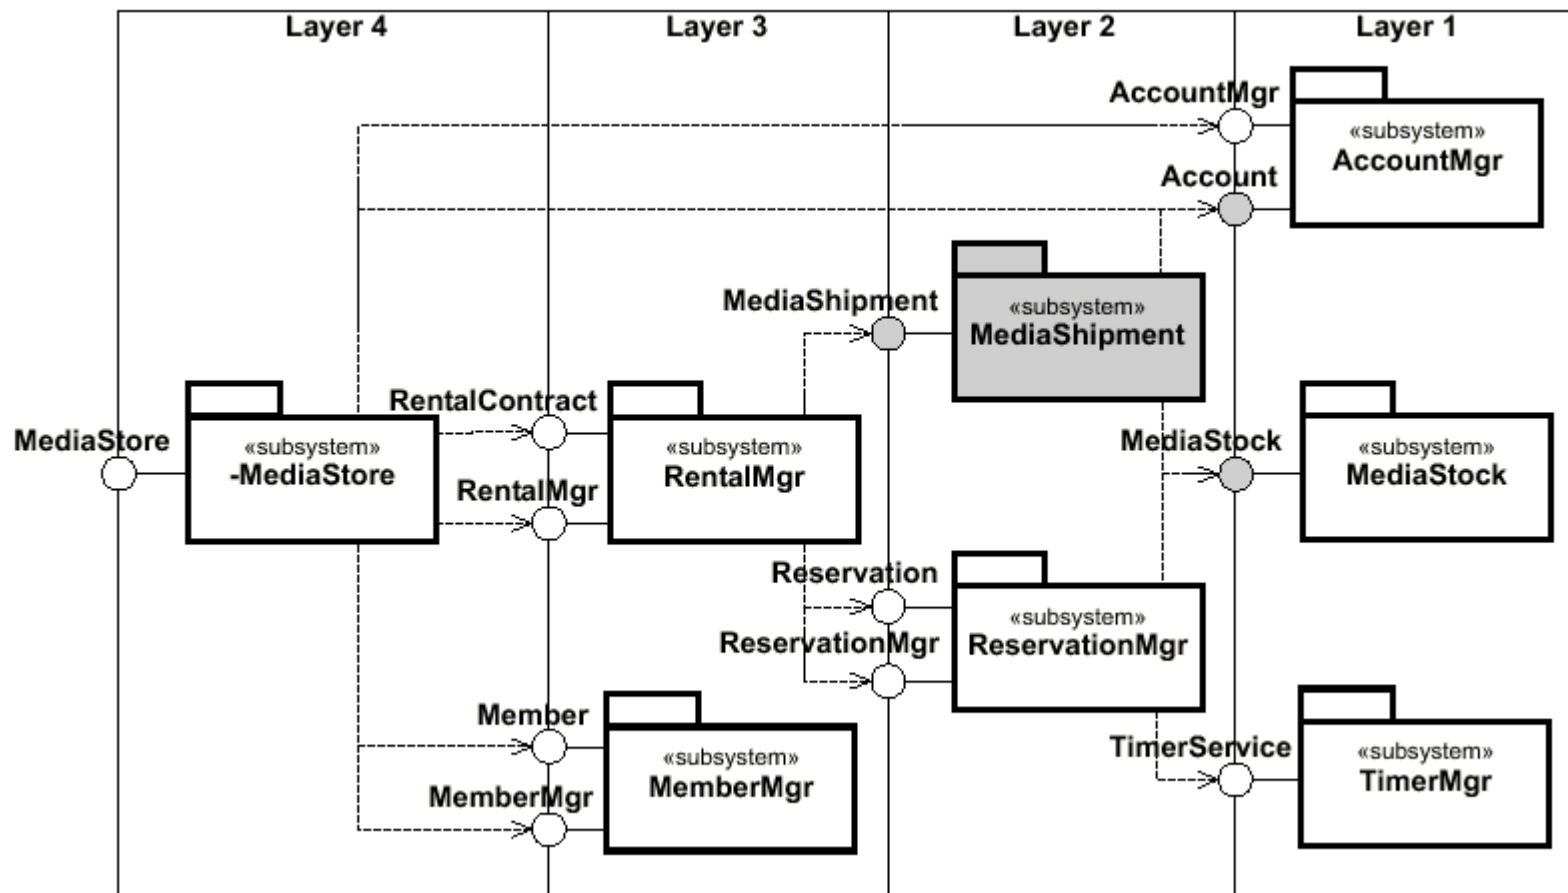 Layer 4
Layer 3
Layer 2
Layer 1
AccountMgr
«subsystem»
AccountMgr
Account
MediaShipment
«subsystem»
MediaShipment
RentalContract
MediaStore
«subsystem»
-MediaStore
«subsystem»
RentalMgr
MediaStock
«subsystem»
MediaStock
RentalMgr
Reservation
«subsystem»
ReservationMgr
ReservationMgr
Member
«subsystem»
MemberMgr
MemberMgr
TimerService
«subsystem»
TimerMgr